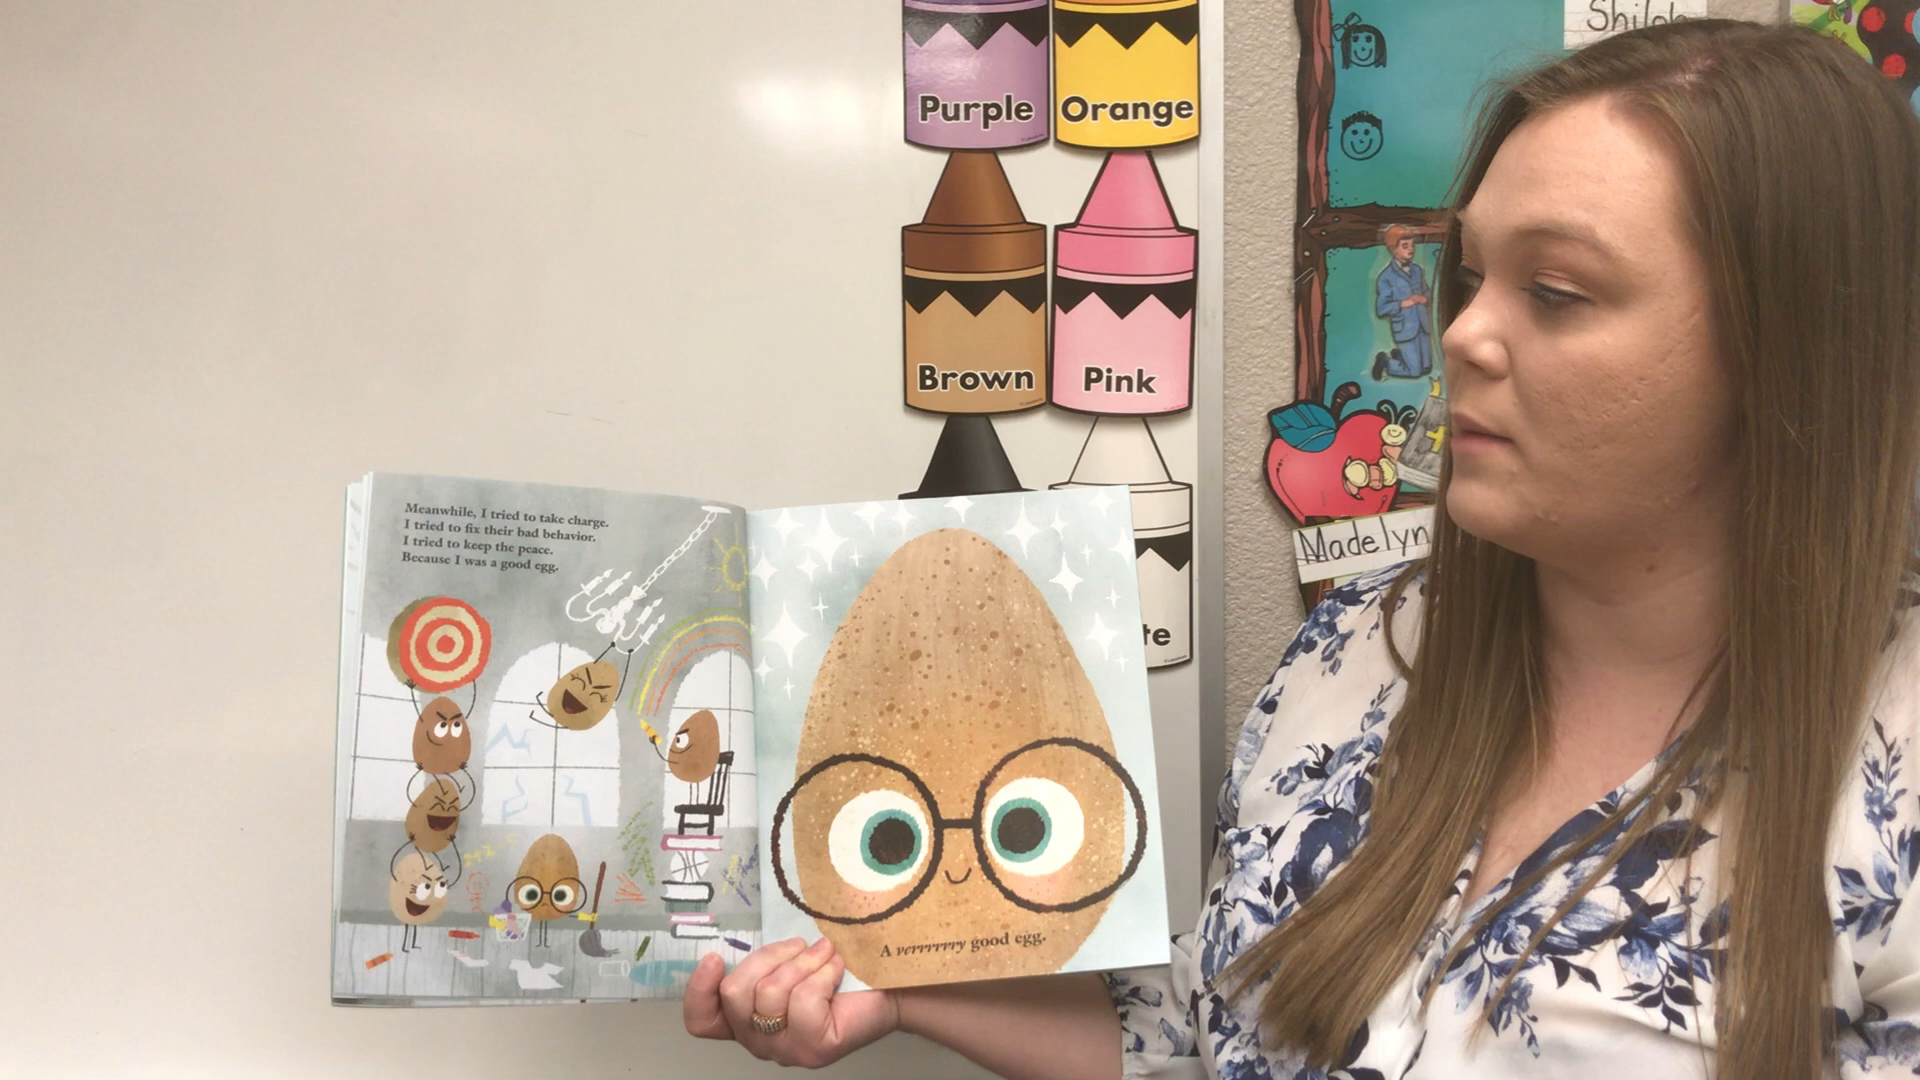 Purple
Orange
Brown
Pink
te
Shiloh
Madelyn
Meanwhile, I tried to take charge.
I tried to fix their bad behavior.
I tried to keep the peace.
Because I was a good egg.
A verrrrrrry good egg.